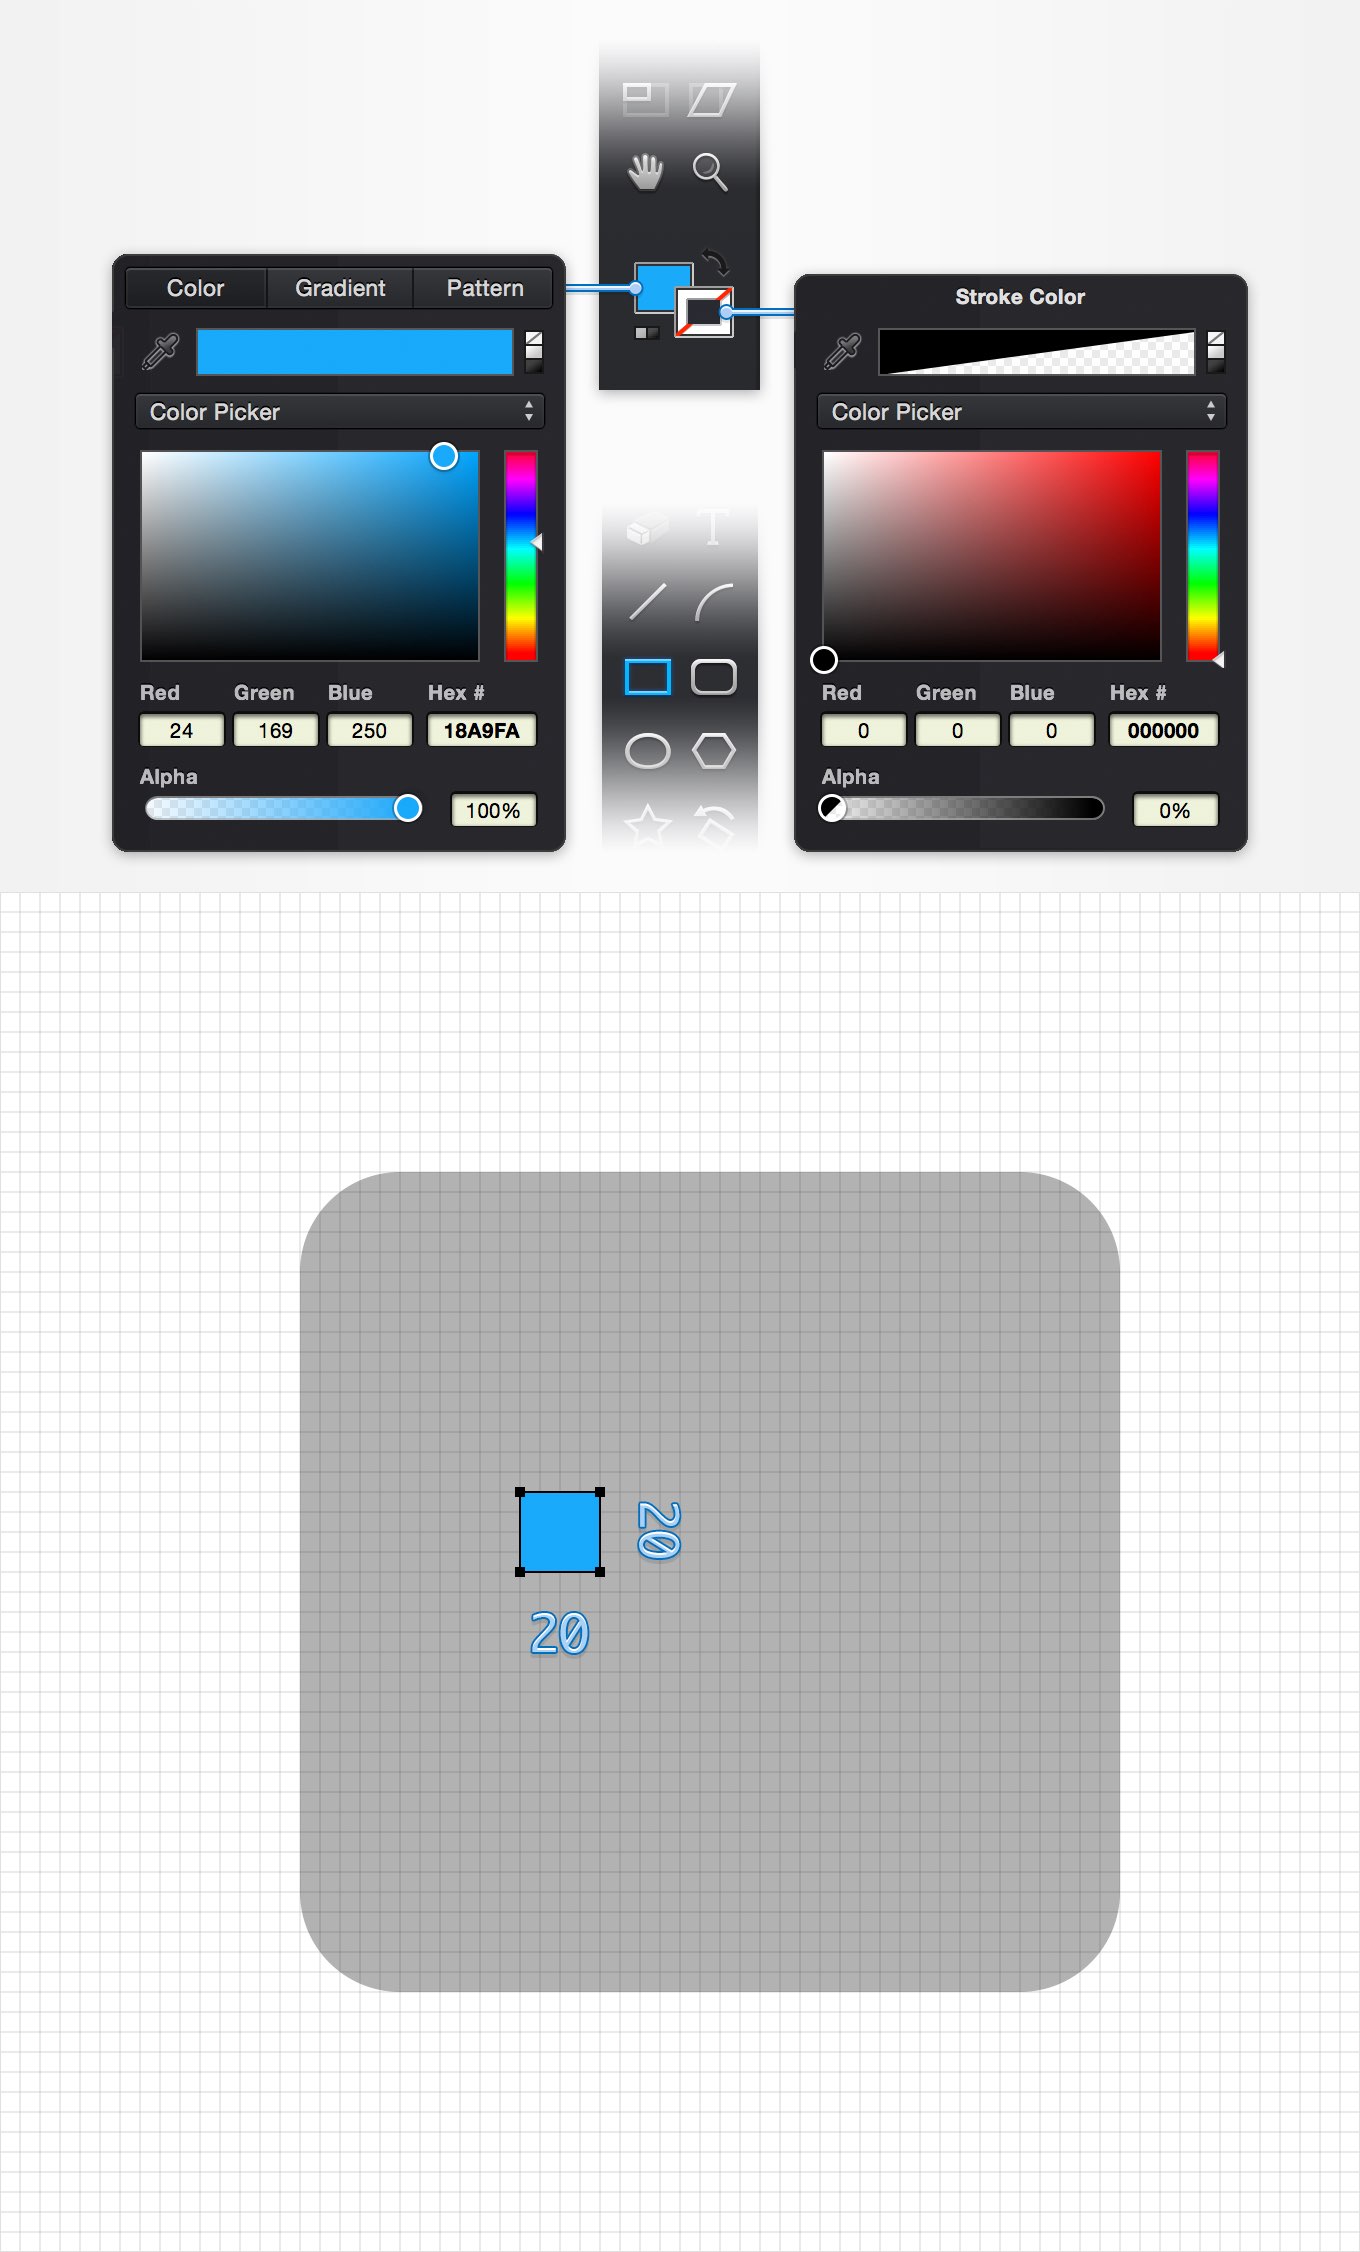 Color Gradient Pattern
Color Picker
Red Green Blue Hex #
24 169 250 18A9FA
Alpha
100%
T
Stroke Color
Color Picker
Red Green Blue Hex #
0 0 0 000000
Alpha
0%
20
20